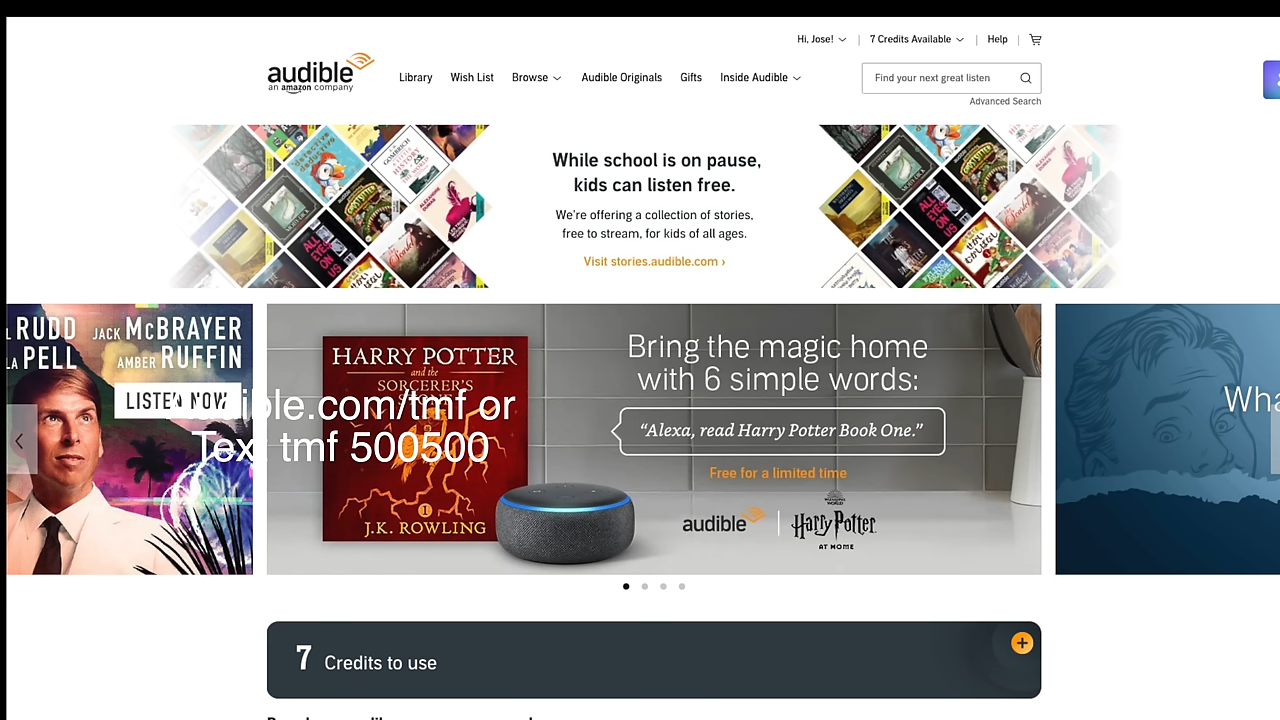 Hi, Jose!
7 Credits Available
Help
audible
an amazon company
Library
Wish List
Browse
Audible Originals
Gifts
Inside Audible
Find your next great listen
Advanced Search
While school is on pause,
kids can listen free.
We're offering a collection of stories,
free to stream, for kids of all ages.
Visit stories.audible.com ›
RUDD
JACK McBRAYER
PELL
AMBER RUFFIN
LISTEN NOW
audible.com/tmf or
Text tmf 500500
HARRY POTTER
and the
SORCERER'S
STONE
1
J.K. ROWLING
Bring the magic home
with 6 simple words:
“Alexa, read Harry Potter Book One.”
Free for a limited time
audible
WIZARDING
WORLD
Harry Potter
AT HOME
7 Credits to use